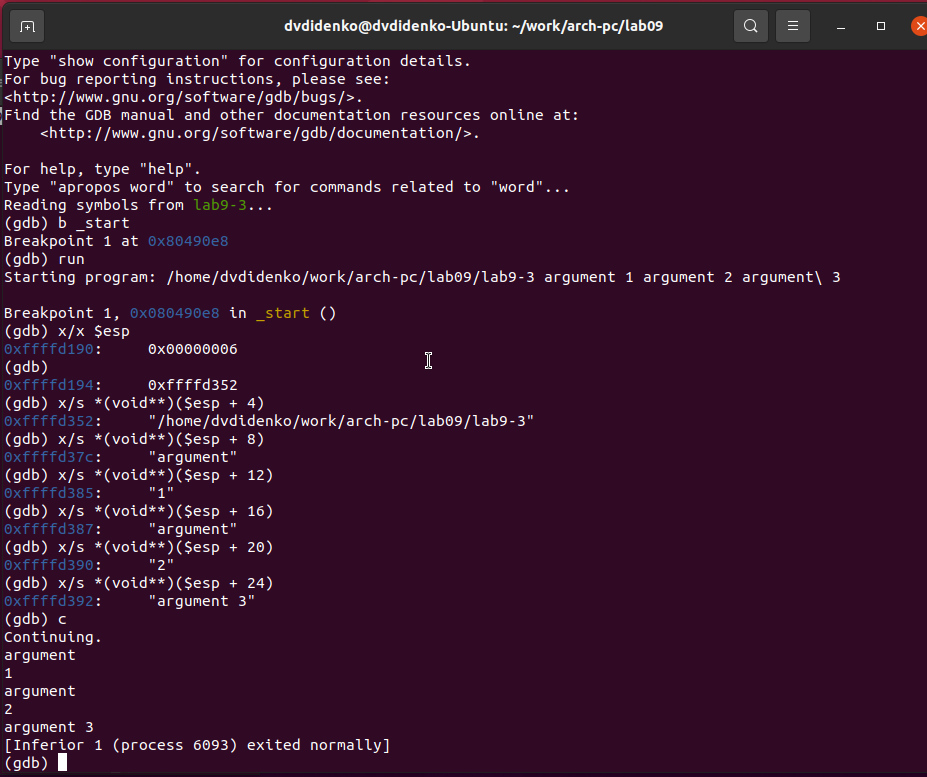 dvdidenko@dvdidenko-Ubuntu: ~/work/arch-pc/lab09
Type "show configuration" for configuration details.
For bug reporting instructions, please see:
<http://www.gnu.org/software/gdb/bugs/>.
Find the GDB manual and other documentation resources online at:
    <http://www.gnu.org/software/gdb/documentation/>.

For help, type "help".
Type "apropos word" to search for commands related to "word"...
Reading symbols from lab9-3...
(gdb) b _start
Breakpoint 1 at 0x80490e8
(gdb) run
Starting program: /home/dvdidenko/work/arch-pc/lab09/lab9-3 argument 1 argument 2 argument\ 3

Breakpoint 1, 0x080490e8 in _start ()
(gdb) x/x $esp
0xffffd190:     0x00000006
(gdb)
0xffffd194:     0xffffd352
(gdb) x/s *(void**)($esp + 4)
0xffffd352:     "/home/dvdidenko/work/arch-pc/lab09/lab9-3"
(gdb) x/s *(void**)($esp + 8)
0xffffd37c:     "argument"
(gdb) x/s *(void**)($esp + 12)
0xffffd385:     "1"
(gdb) x/s *(void**)($esp + 16)
0xffffd387:     "argument"
(gdb) x/s *(void**)($esp + 20)
0xffffd390:     "2"
(gdb) x/s *(void**)($esp + 24)
0xffffd392:     "argument 3"
(gdb) c
Continuing.
argument
1
argument
2
argument 3
[Inferior 1 (process 6093) exited normally]
(gdb)